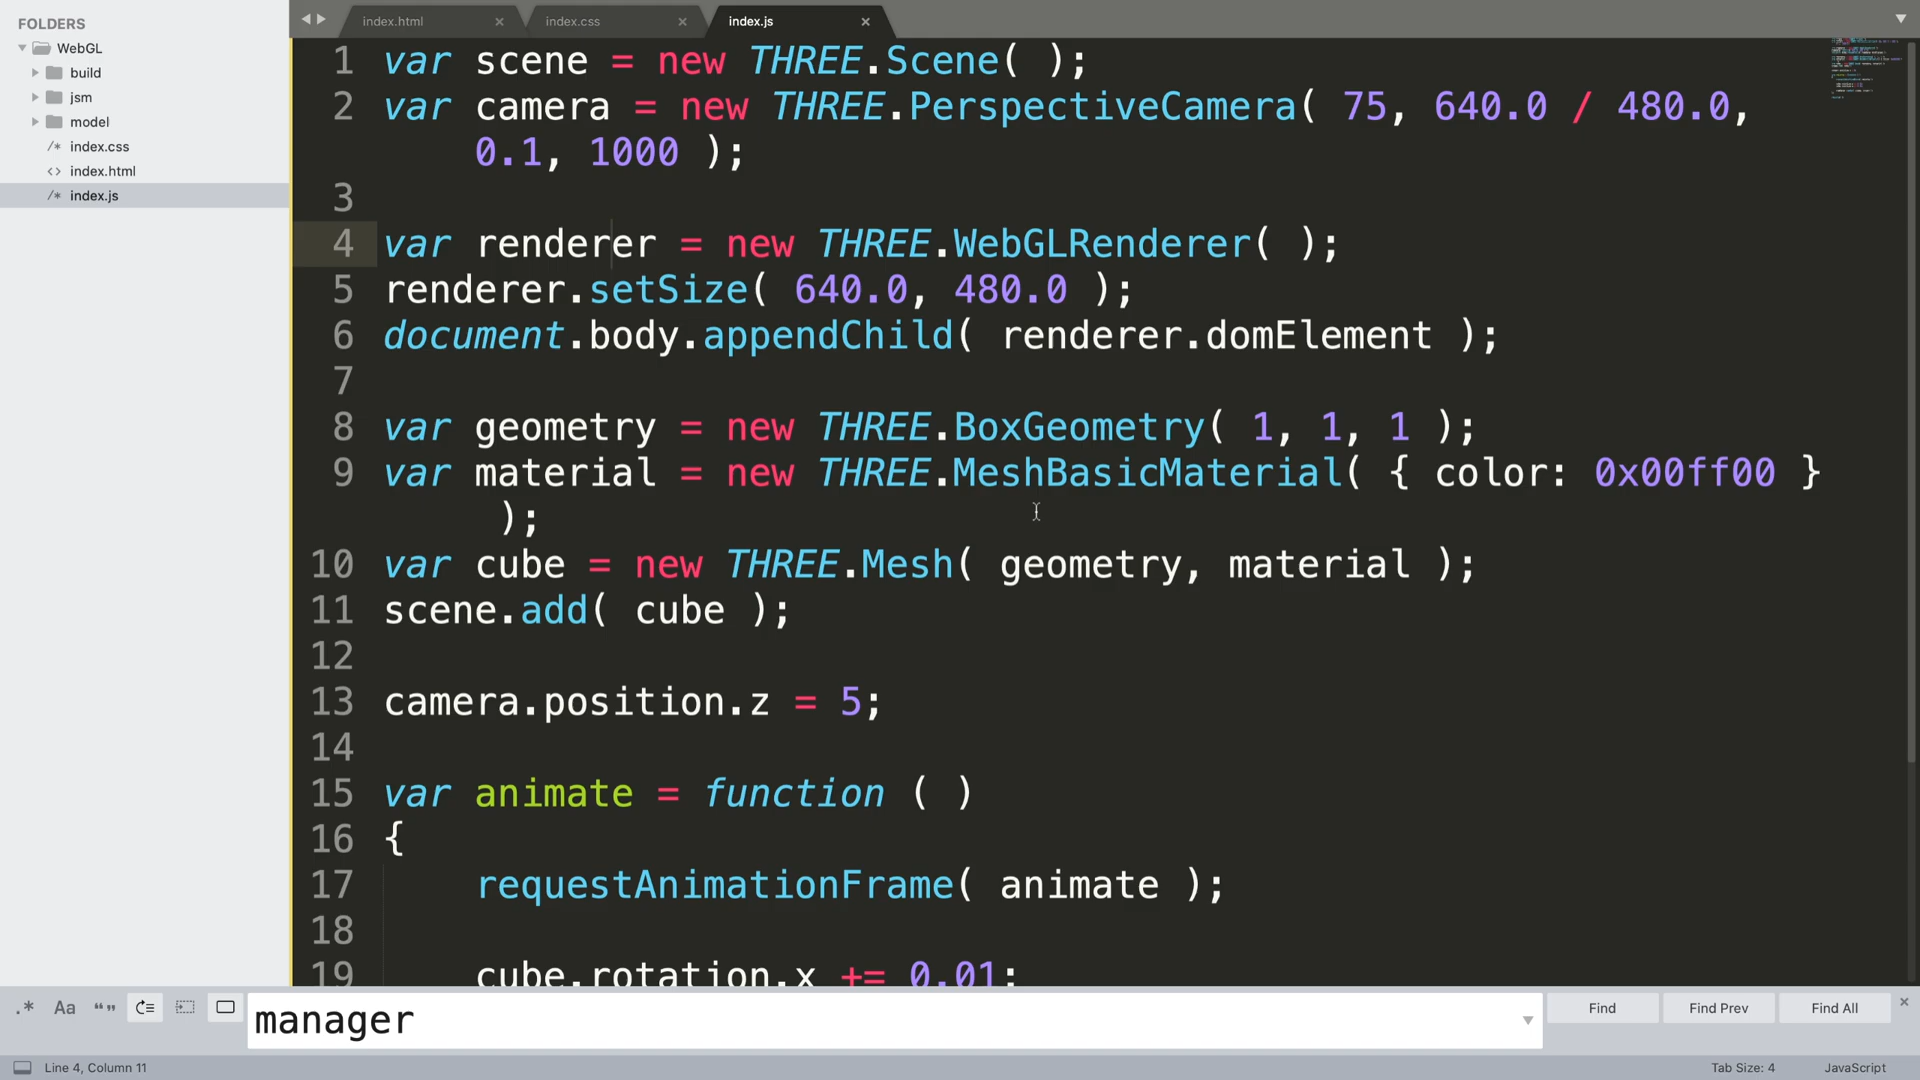 FOLDERS
WebGL
build
jsm
model
/* index.css
<> index.html
/* index.js
index.html ×
index.css ×
index.js ×
1 var scene = new THREE.Scene( );
2 var camera = new THREE.PerspectiveCamera( 75, 640.0 / 480.0,
0.1, 1000 );
3
4 var renderer = new THREE.WebGLRenderer( );
5 renderer.setSize( 640.0, 480.0 );
6 document.body.appendChild( renderer.domElement );
7
8 var geometry = new THREE.BoxGeometry( 1, 1, 1 );
9 var material = new THREE.MeshBasicMaterial( { color: 0x00ff00 }
);
10 var cube = new THREE.Mesh( geometry, material );
11 scene.add( cube );
12
13 camera.position.z = 5;
14
15 var animate = function ( )
16 {
17 requestAnimationFrame( animate );
18
19 cube.rotation.x += 0.01;
.* Aa “”
manager
Find
Find Prev
Find All
×
Line 4, Column 11
Tab Size: 4
JavaScript